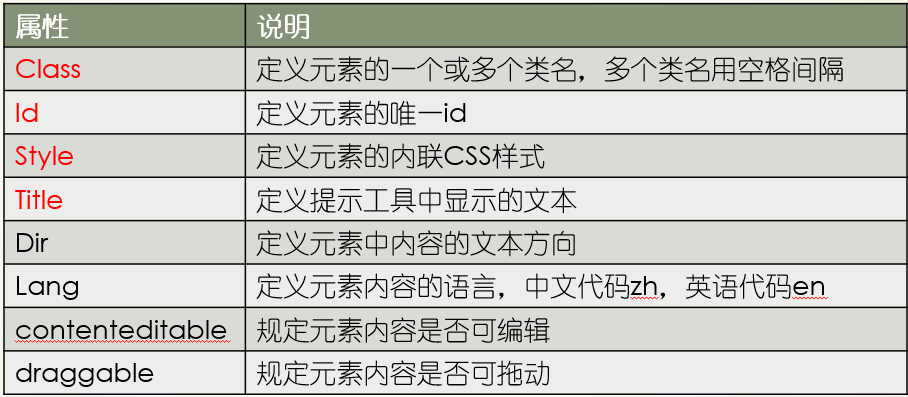 属性 说明
Class 定义元素的一个或多个类名，多个类名用空格间隔
Id 定义元素的唯一id
Style 定义元素的内联CSS样式
Title 定义提示工具中显示的文本
Dir 定义元素中内容的文本方向
Lang 定义元素内容的语言，中文代码zh，英语代码en
contenteditable 规定元素内容是否可编辑
draggable 规定元素内容是否可拖动